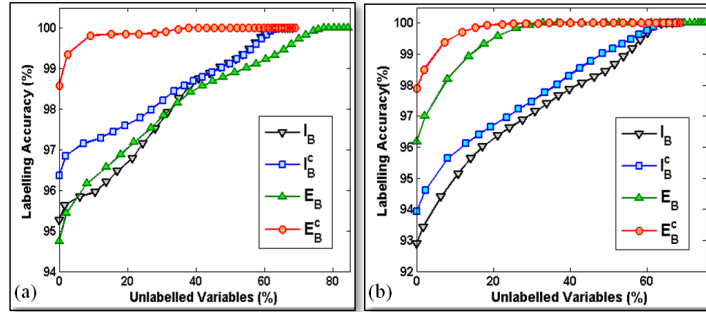 100
99
98
97
96
95
94
Labelling Accuracy (%)
0 20 40 60 80
Unlabelled Variables (%)
I_B
I_B^c
E_B
E_B^c
(a)
100
99
98
97
96
95
94
93
92
Labelling Accuracy(%)
0 20 40 60
Unlabelled Variables (%)
I_B
I_B^c
E_B
E_B^c
(b)